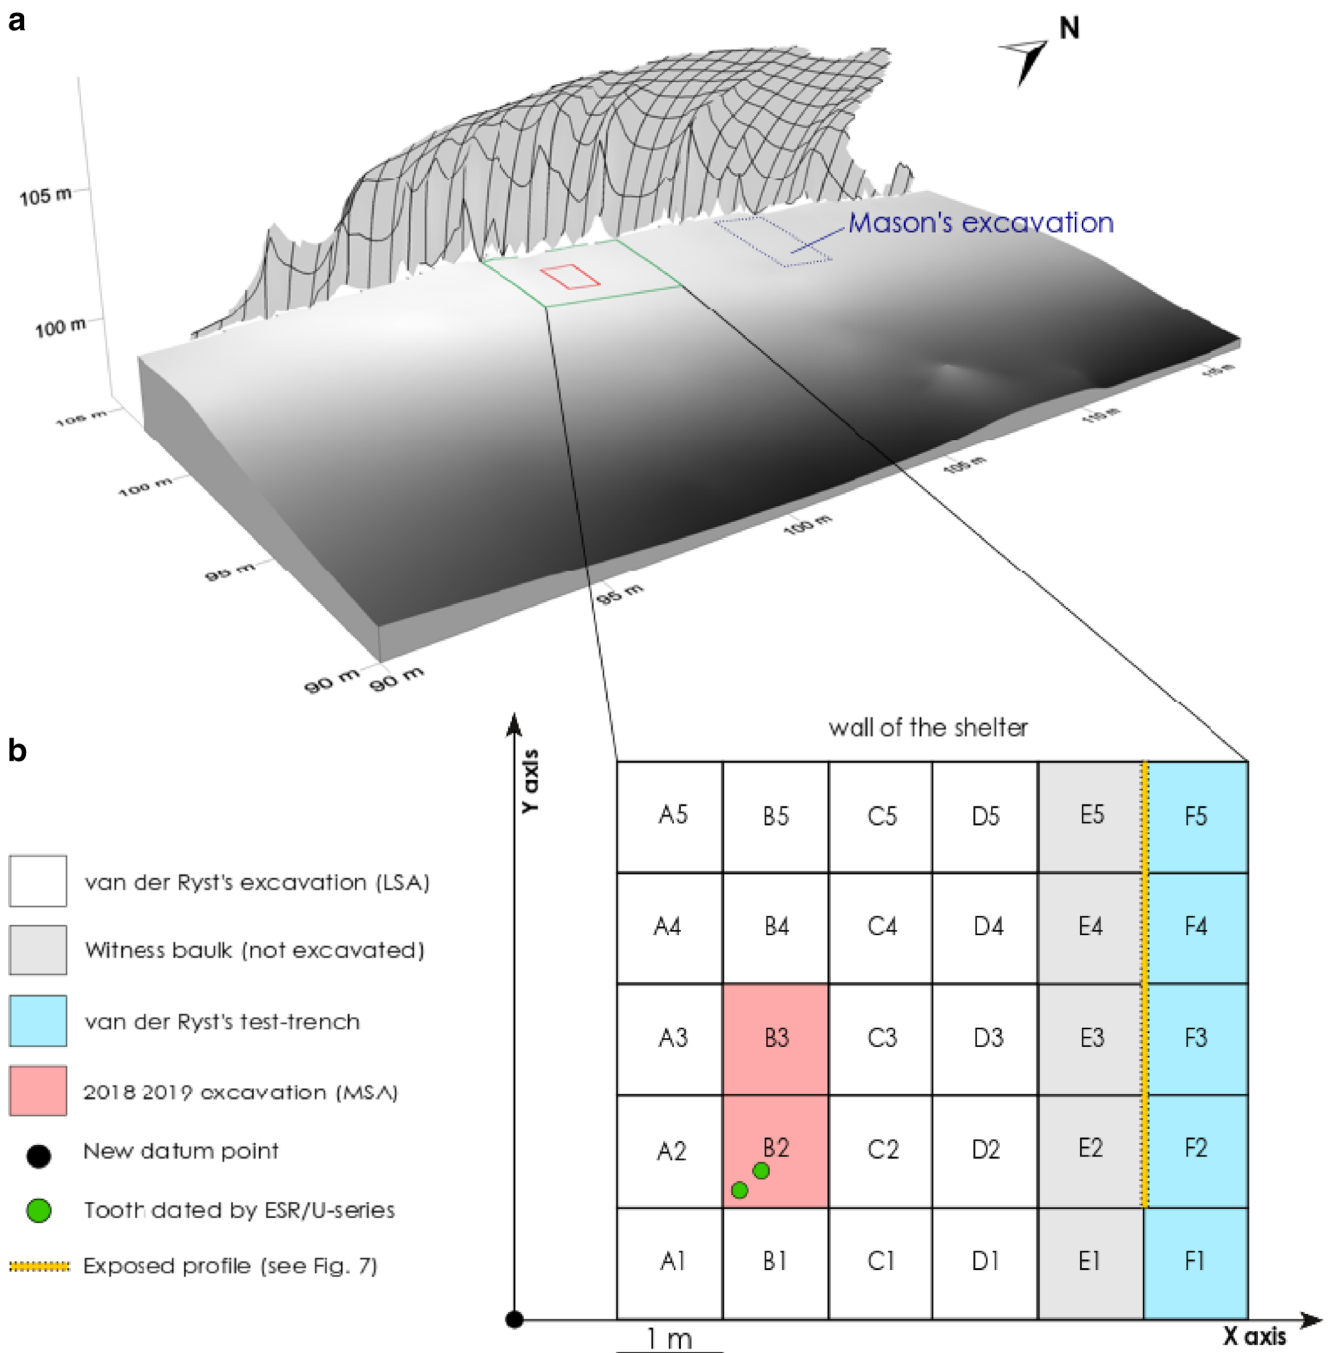 a
N
105 m
Mason's excavation
100 m
115 m
105 m
110 m
105 m
100 m
100 m
95 m
95 m
90 m
90 m
b
wall of the shelter
Y axis
A5 B5 C5 D5 E5 F5
van der Ryst's excavation (LSA)
A4 B4 C4 D4 E4 F4
Witness baulk (not excavated)
van der Ryst's test-trench
A3 B3 C3 D3 E3 F3
2018 2019 excavation (MSA)
New datum point
A2 B2 C2 D2 E2 F2
Tooth dated by ESR/U-series
Exposed profile (see Fig. 7)
A1 B1 C1 D1 E1 F1
1 m
X axis